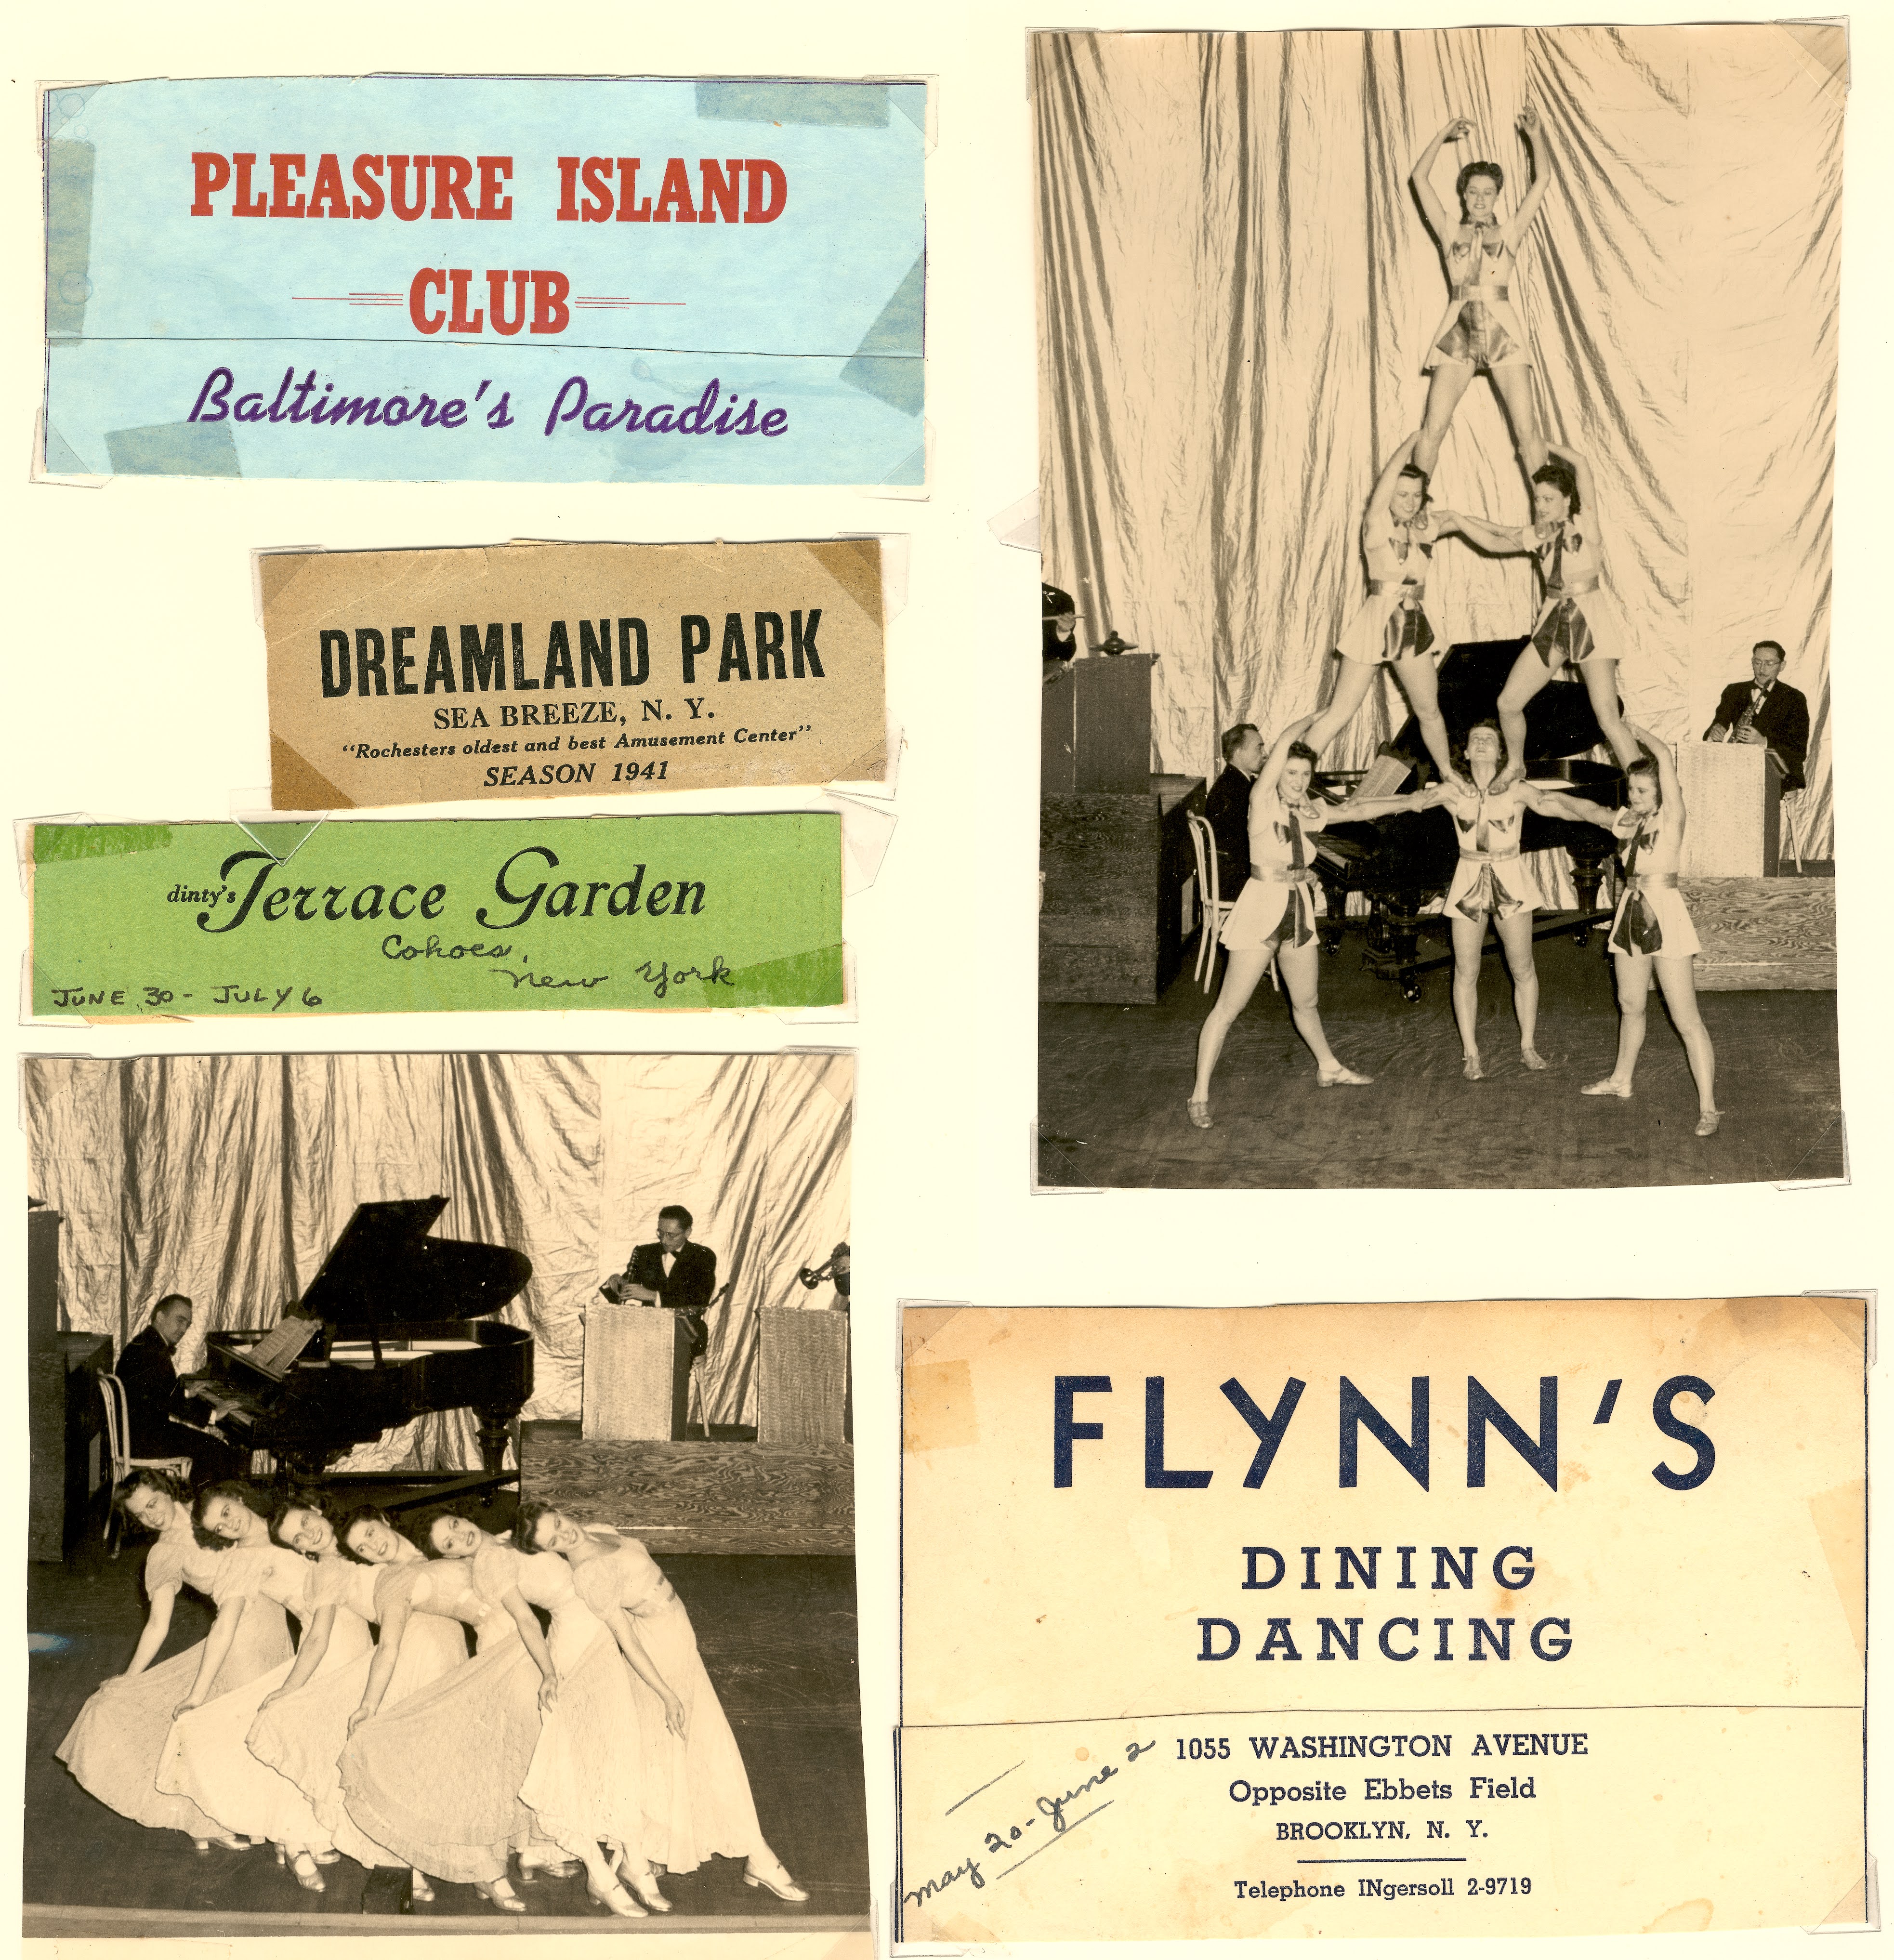 PLEASURE ISLAND
CLUB
Baltimore's Paradise
DREAMLAND PARK
SEA BREEZE, N. Y.
"Rochesters oldest and best Amusement Center"
SEASON 1941
dinty's Terrace Garden
Cohoes,
New York
JUNE 30 - JULY 6
FLYNN'S
DINING
DANCING
1055 WASHINGTON AVENUE
Opposite Ebbets Field
BROOKLYN, N. Y.
Telephone INgersoll 2-9719
May 20 - June 2